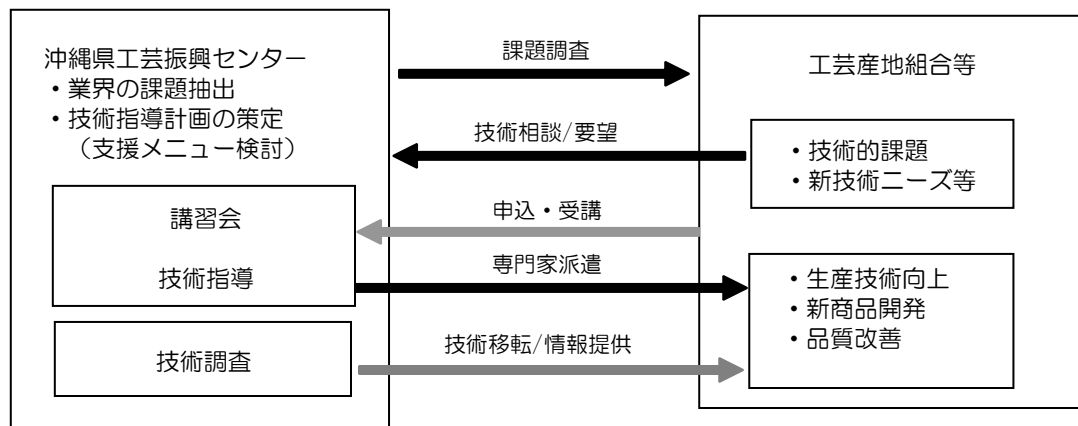 沖縄県工芸振興センター
・業界の課題抽出
・技術指導計画の策定
（支援メニュー検討）
講習会
技術指導
技術調査
課題調査
技術相談/要望
申込・受講
専門家派遣
技術移転/情報提供
工芸産地組合等
・技術的課題
・新技術ニーズ等
・生産技術向上
・新商品開発
・品質改善